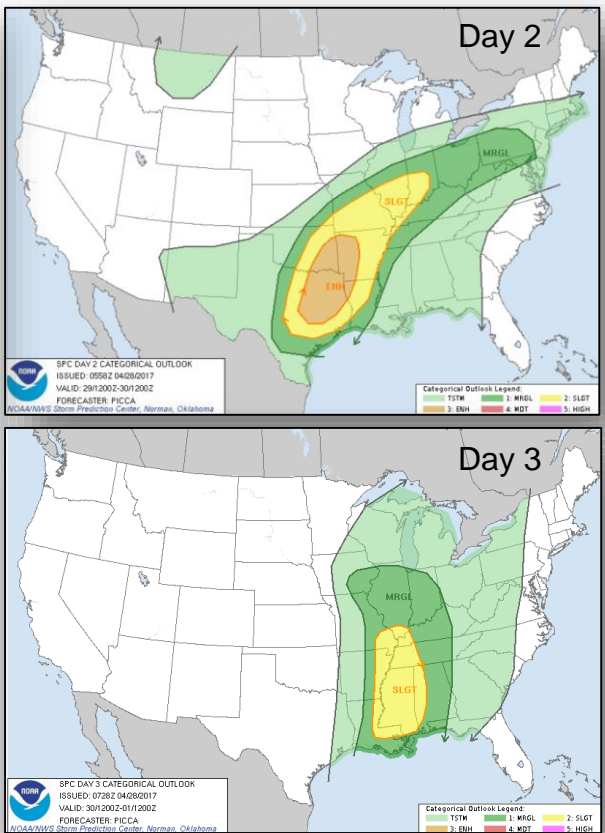 Day 2
MRGL
SLGT
ENH
NOAA
SPC DAY 2 CATEGORICAL OUTLOOK
ISSUED: 0558Z 04/28/2017
VALID: 29/1200Z-30/1200Z
FORECASTER: PICCA
NOAA/NWS Storm Prediction Center, Norman, Oklahoma
Categorical Outlook Legend:
TSTM 1: MRGL 2: SLGT
3: ENH 4: MDT 5: HIGH
Day 3
MRGL
SLGT
NOAA
SPC DAY 3 CATEGORICAL OUTLOOK
ISSUED: 0728Z 04/28/2017
VALID: 30/1200Z-01/1200Z
FORECASTER: PICCA
NOAA/NWS Storm Prediction Center, Norman, Oklahoma
Categorical Outlook Legend:
TSTM 1: MRGL 2: SLGT
3: ENH 4: MDT 5: HIGH